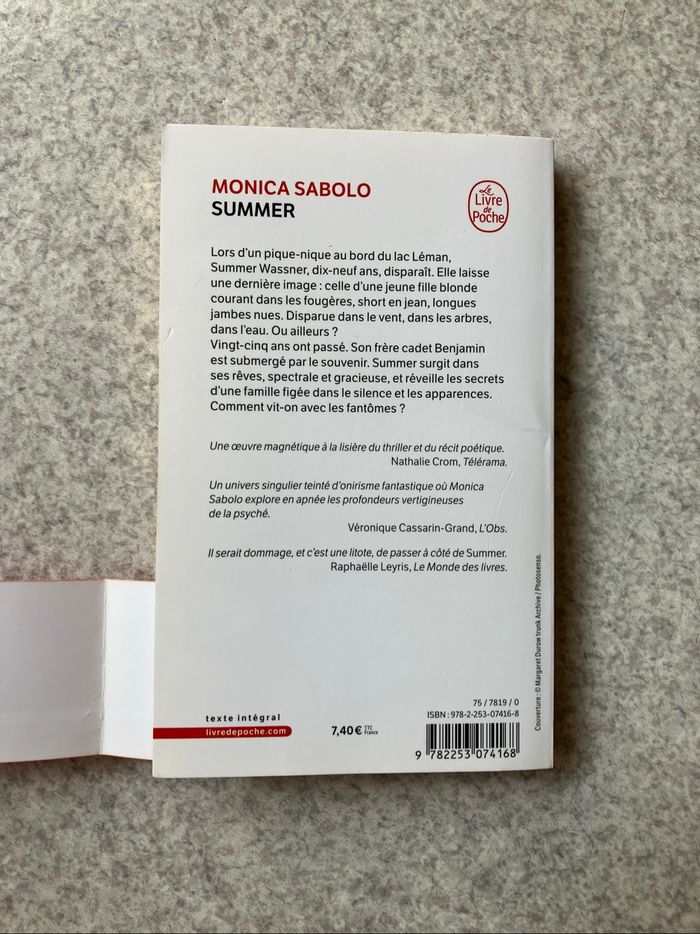 MONICA SABOLO
SUMMER
Le
Livre
de
Poche
Lors d'un pique-nique au bord du lac Léman,
Summer Wassner, dix-neuf ans, disparaît. Elle laisse
une dernière image : celle d'une jeune fille blonde
courant dans les fougères, short en jean, longues
jambes nues. Disparue dans le vent, dans les arbres,
dans l'eau. Ou ailleurs ?
Vingt-cinq ans ont passé. Son frère cadet Benjamin
est submergé par le souvenir. Summer surgit dans
ses rêves, spectrale et gracieuse, et réveille les secrets
d'une famille figée dans le silence et les apparences.
Comment vit-on avec les fantômes ?
Une œuvre magnétique à la lisière du thriller et du récit poétique.
Nathalie Crom, Télérama.
Un univers singulier teinté d'onirisme fantastique où Monica
Sabolo explore en apnée les profondeurs vertigineuses
de la psyché.
Véronique Cassarin-Grand, L'Obs.
Il serait dommage, et c'est une litote, de passer à côté de Summer.
Raphaëlle Leyris, Le Monde des livres.
Couverture : © Margaret Durow trunk Archive / Photosenso.
texte intégral
livredepoche.com
7,40 € TTC
France
75 / 7819 / 0
ISBN : 978-2-253-07416-8
9 782253 074168